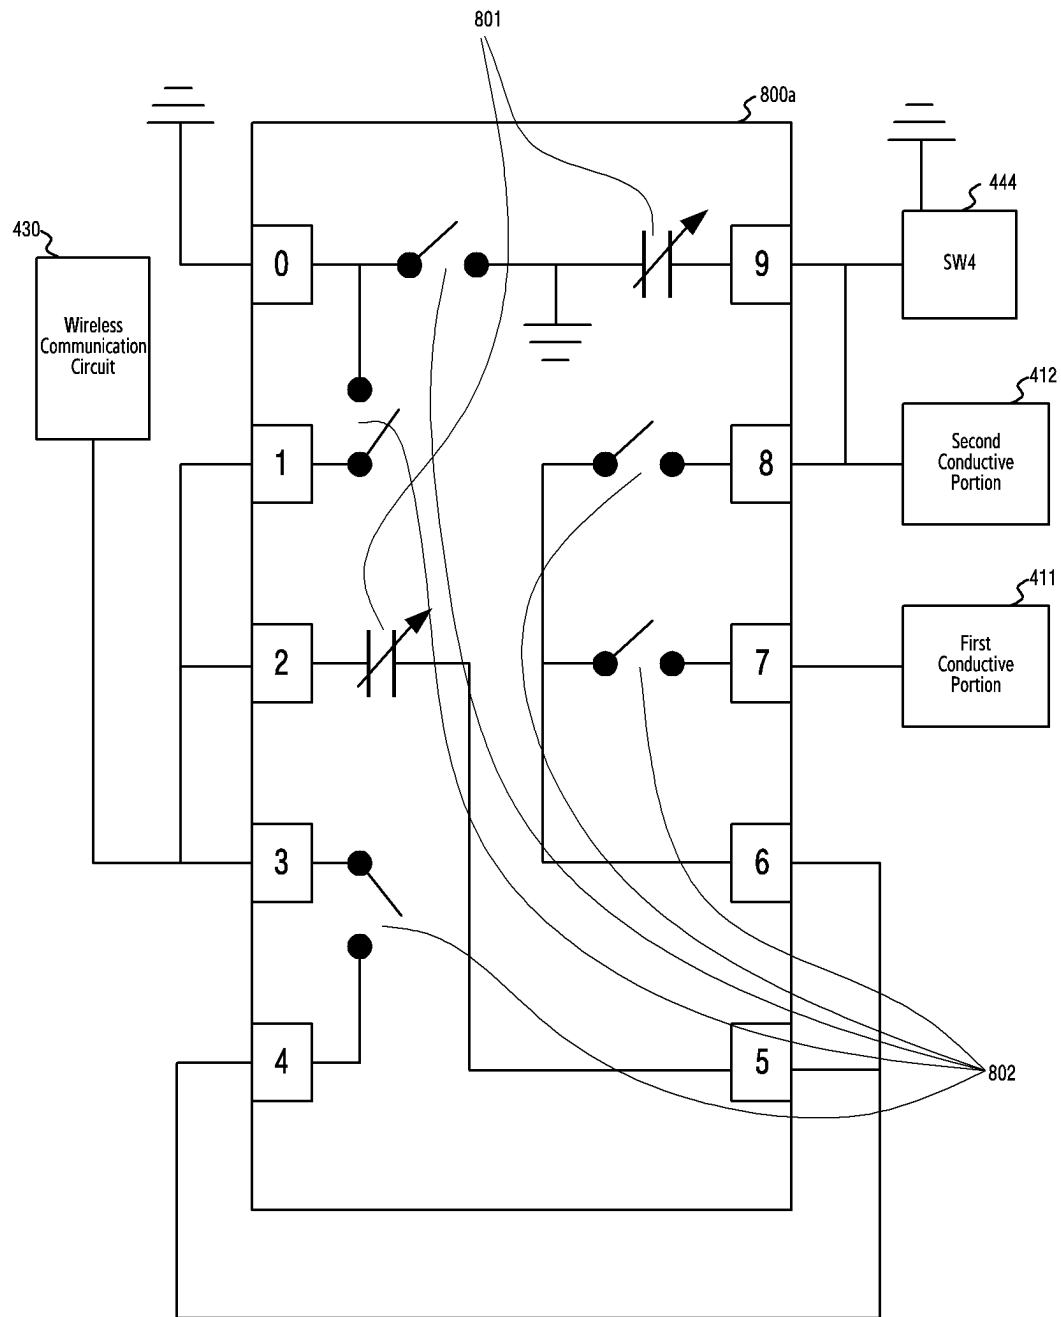 801
800a
444
430
0
9
SW4
Wireless
Communication
Circuit
412
1
8
Second
Conductive
Portion
411
2
7
First
Conductive
Portion
3
6
4
5
802